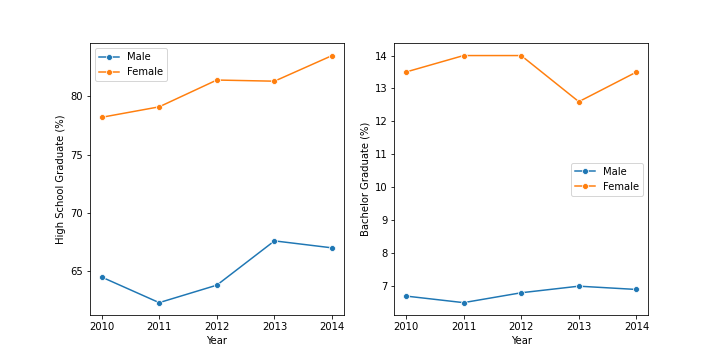 Male
Female
High School Graduate (%)
80
75
70
65
2010 2011 2012 2013 2014
Year
Bachelor Graduate (%)
14
13
12
11
10
9
8
7
Male
Female
2010 2011 2012 2013 2014
Year